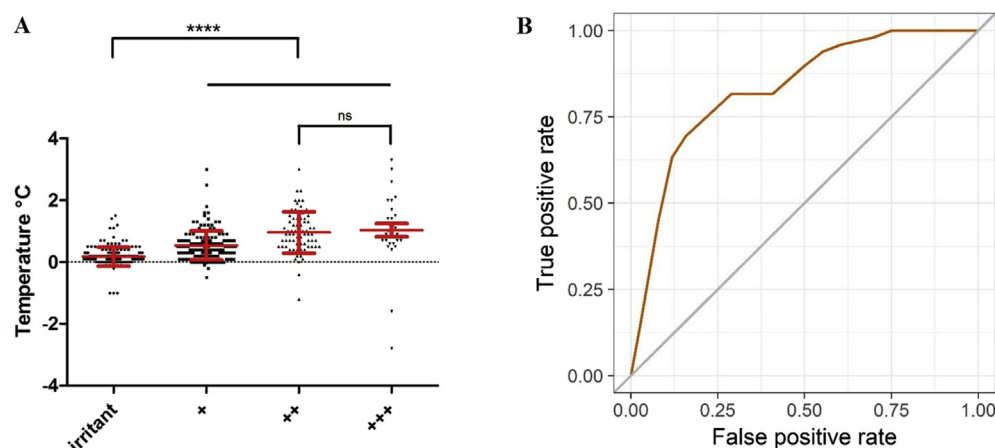 A
****
ns
Temperature °C
4
2
0
-2
-4
irritant
+
++
+++
B
True positive rate
1.00
0.75
0.50
0.25
0.00
0.00 0.25 0.50 0.75 1.00
False positive rate